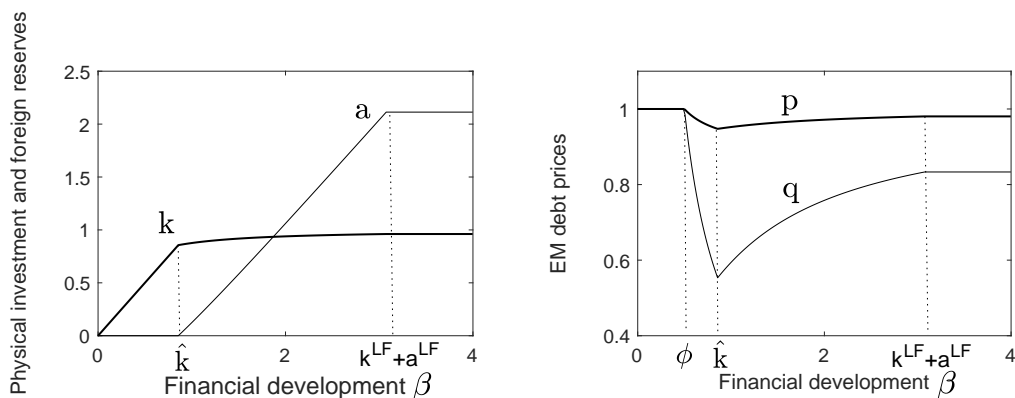 Physical investment and foreign reserves
2.5
2
1.5
1
0.5
0
k
a
0
k̂
2
k^LF+a^LF
4
Financial development β
EM debt prices
1
0.8
0.6
0.4
p
q
0
ϕ
k̂
2
k^LF+a^LF
4
Financial development β